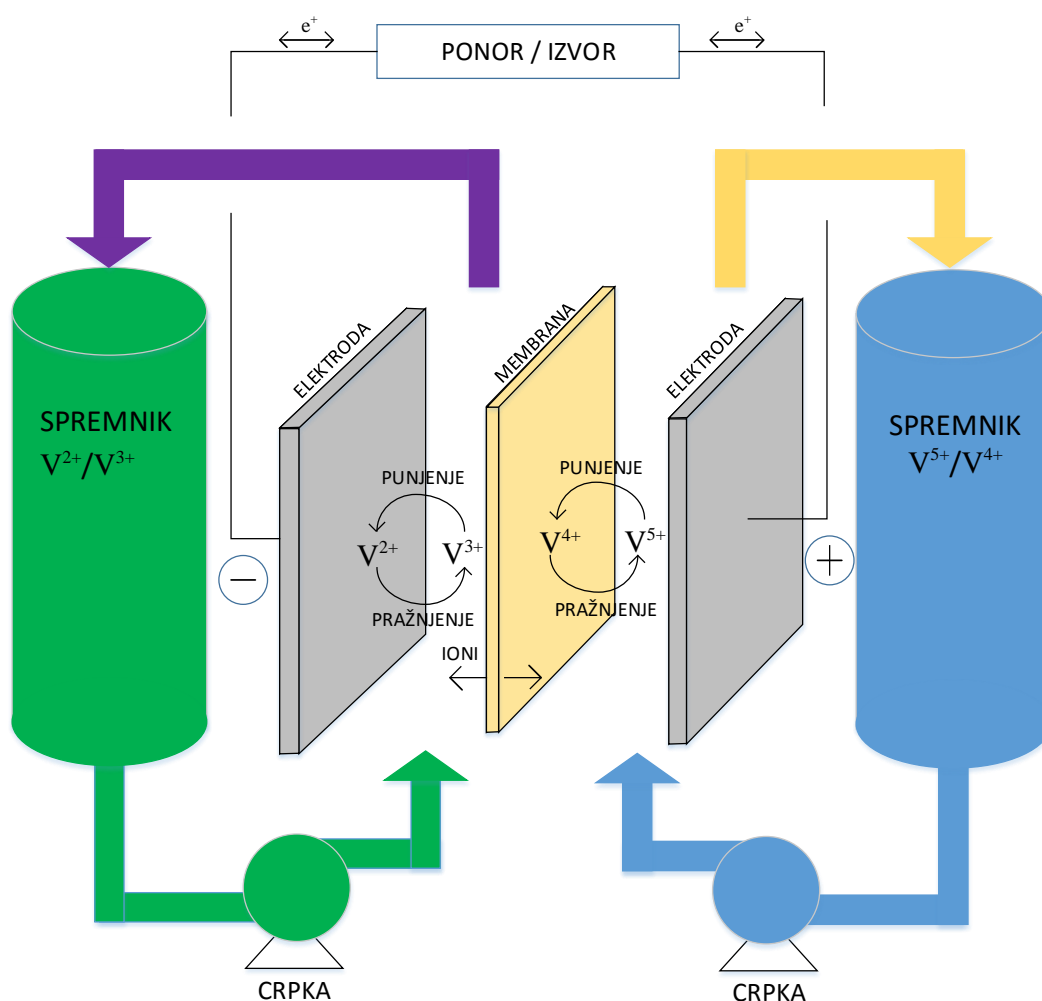 e⁺
PONOR / IZVOR
e⁺
ELEKTRODA
MEMBRANA
ELEKTRODA
SPREMNIK
V²⁺/V³⁺
SPREMNIK
V⁵⁺/V⁴⁺
PUNJENJE
PUNJENJE
V²⁺
V³⁺
V⁴⁺
V⁵⁺
−
+
PRAŽNJENJE
PRAŽNJENJE
IONI
CRPKA
CRPKA